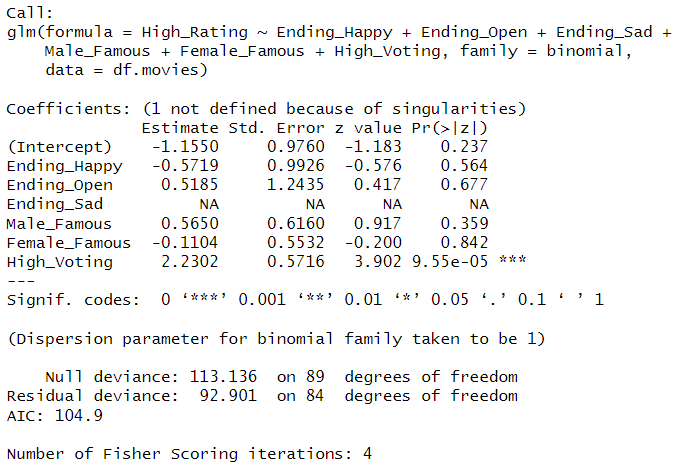 Call:
glm(formula = High_Rating ~ Ending_Happy + Ending_Open + Ending_Sad +
    Male_Famous + Female_Famous + High_Voting, family = binomial,
    data = df.movies)

Coefficients: (1 not defined because of singularities)
              Estimate Std. Error z value Pr(>|z|)
(Intercept)    -1.1550     0.9760  -1.183    0.237
Ending_Happy   -0.5719     0.9926  -0.576    0.564
Ending_Open     0.5185     1.2435   0.417    0.677
Ending_Sad          NA         NA      NA       NA
Male_Famous     0.5650     0.6160   0.917    0.359
Female_Famous  -0.1104     0.5532  -0.200    0.842
High_Voting     2.2302     0.5716   3.902 9.55e-05 ***
---
Signif. codes:  0 ‘***’ 0.001 ‘**’ 0.01 ‘*’ 0.05 ‘.’ 0.1 ‘ ’ 1

(Dispersion parameter for binomial family taken to be 1)

    Null deviance: 113.136  on 89  degrees of freedom
Residual deviance:  92.901  on 84  degrees of freedom
AIC: 104.9

Number of Fisher Scoring iterations: 4